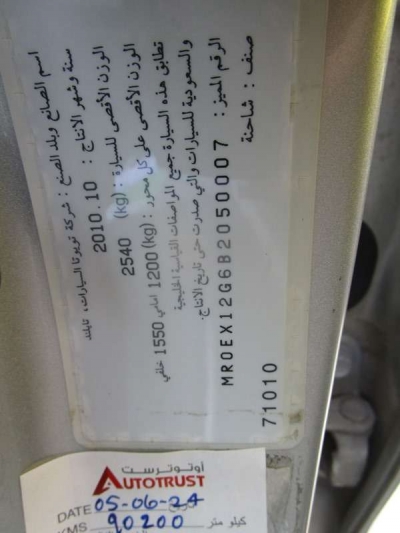 اسم الصانع وبلد الصنع : شركة تويوتا للسيارات، تايلند
سنة وشهر الانتاج : 2010.10
الوزن الأقصى للسيارة : (kg) 2540
الوزن الأقصى على كل محور : (kg) 1200 امامي 1550 خلفي
تطابق هذه السيارة جميع المواصفات القياسية الخليجية
والسعودية للسيارات والتي صدرت حتى تاريخ الانتاج.
الرقم المميز : MR0EX12G6B2050007
صنف : شاحنة
71010
أوتوترست
AUTOTRUST
DATE 05-06-24
KMS 90200 كيلو متر